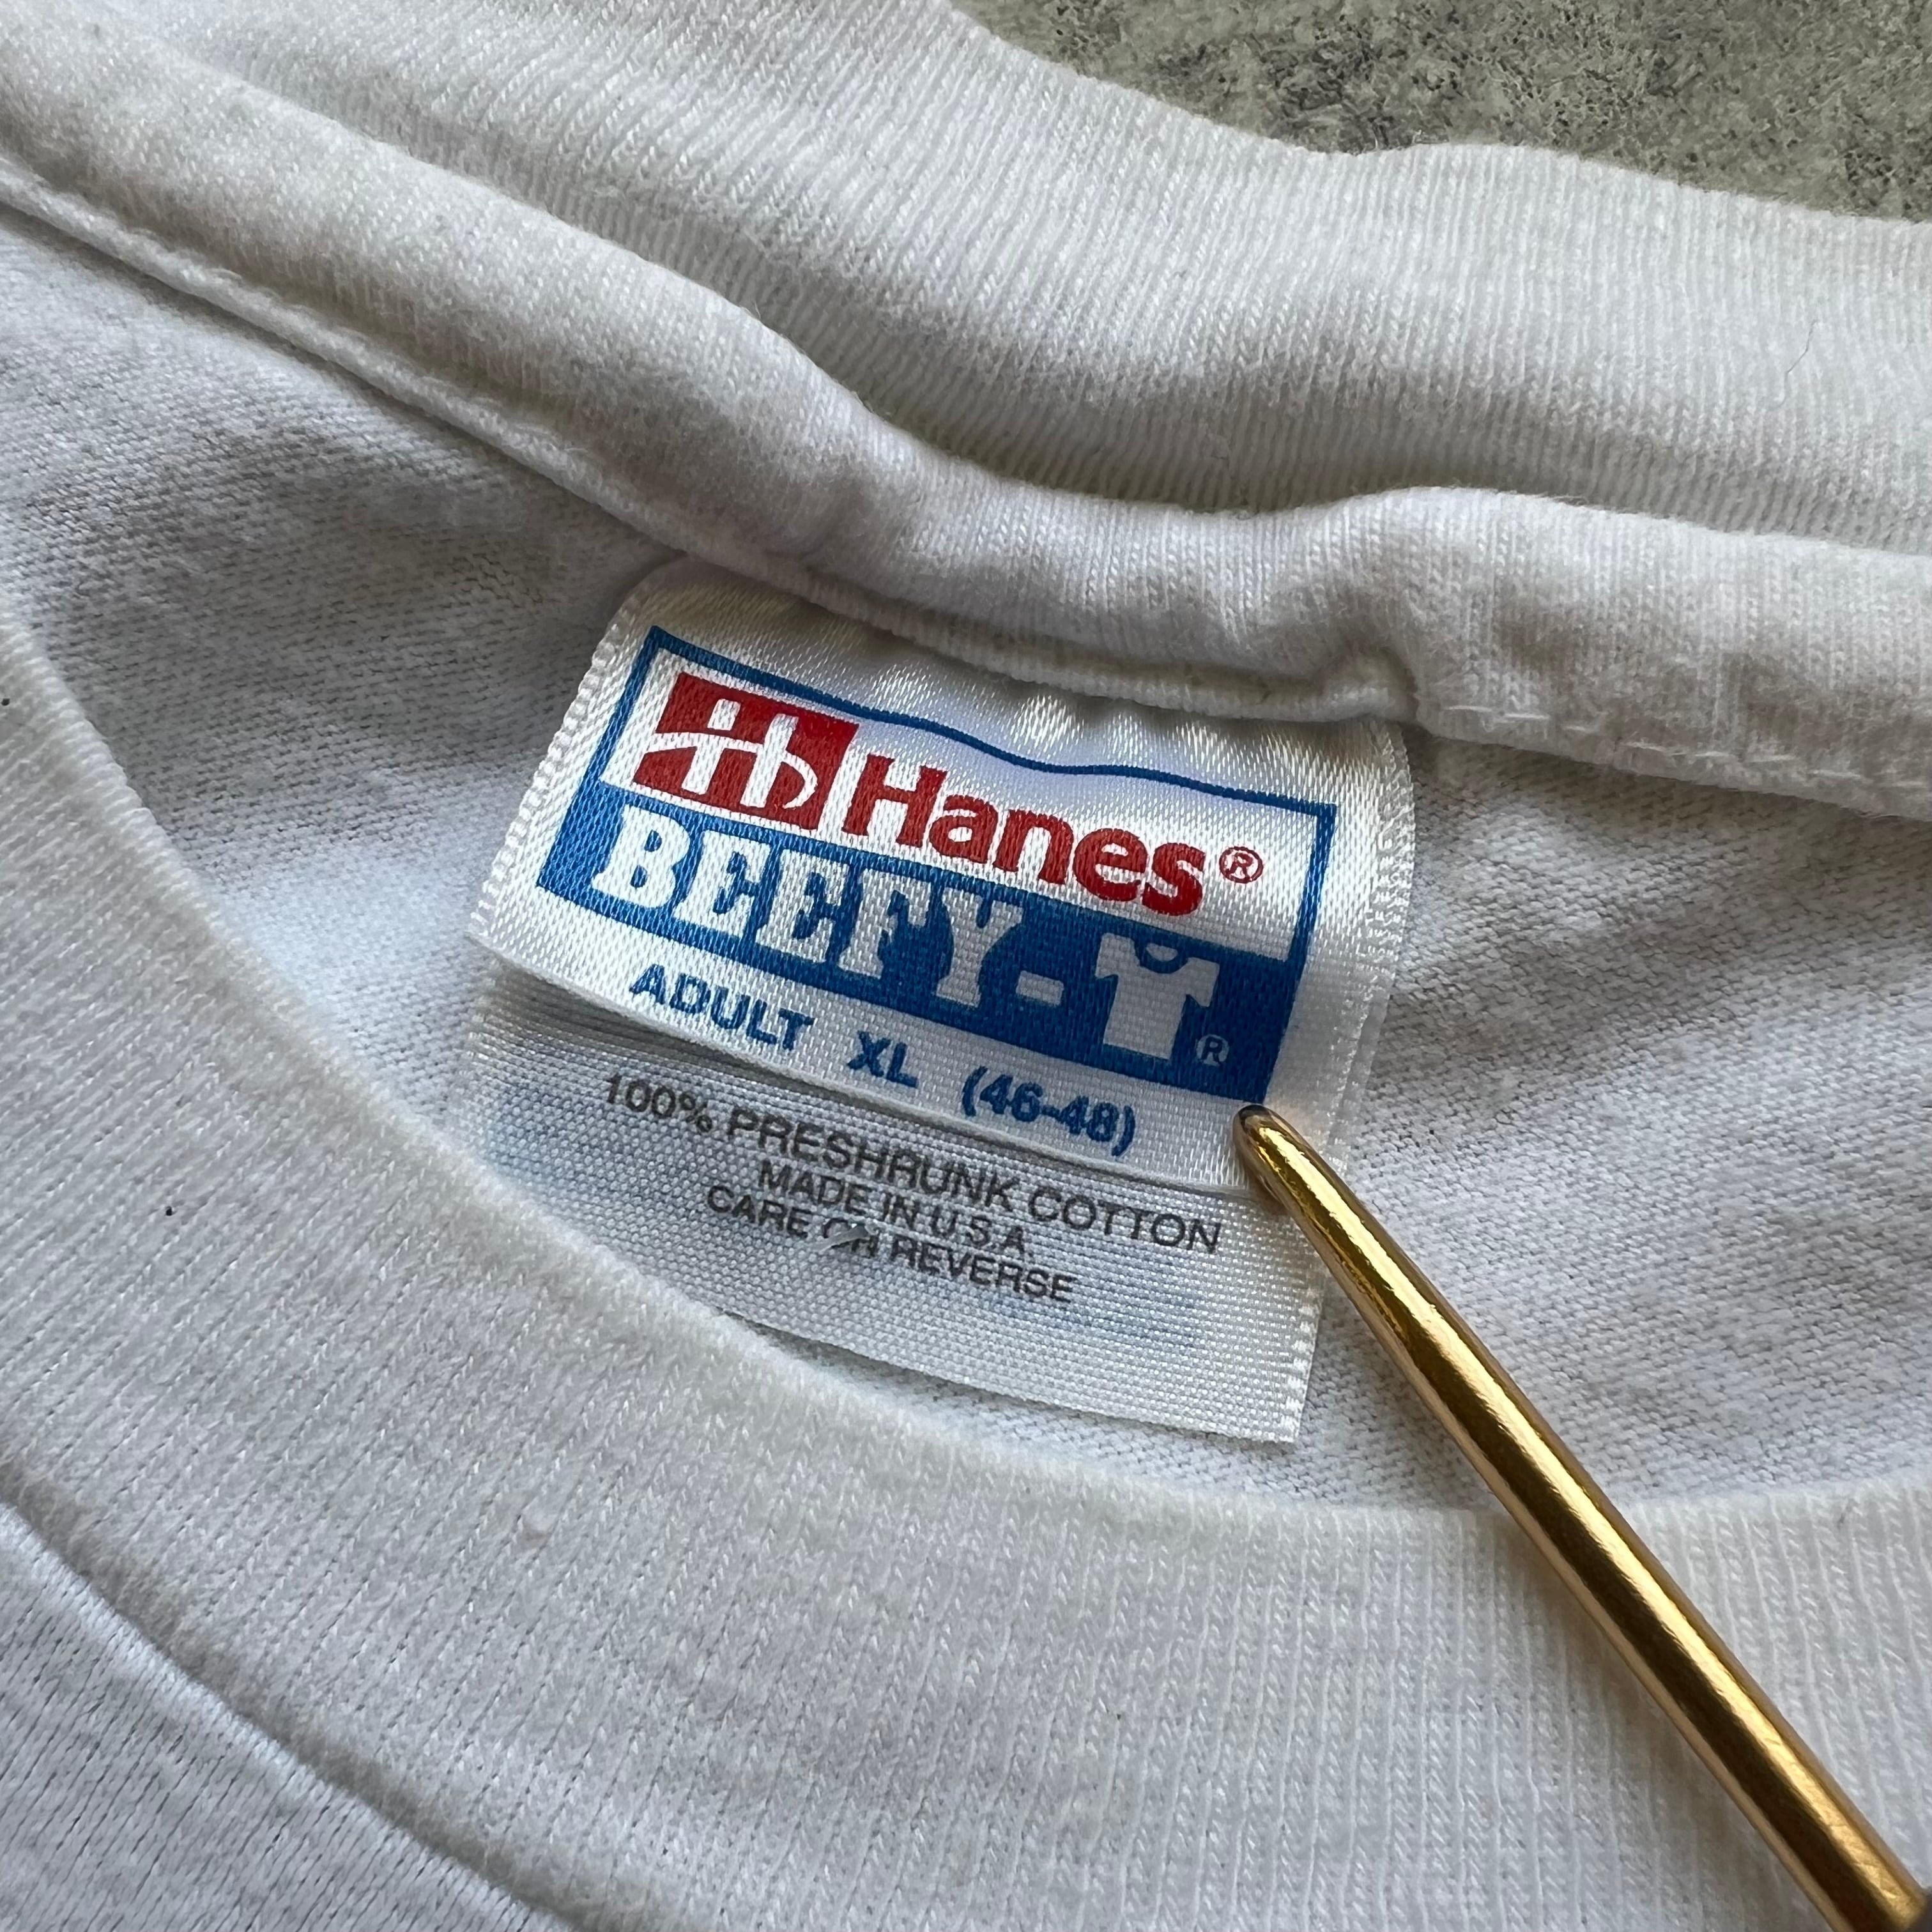 Hanes®
BEEFY-T®
ADULT XL (46-48)
100% PRESHRUNK COTTON
MADE IN U.S.A.
CARE ON REVERSE